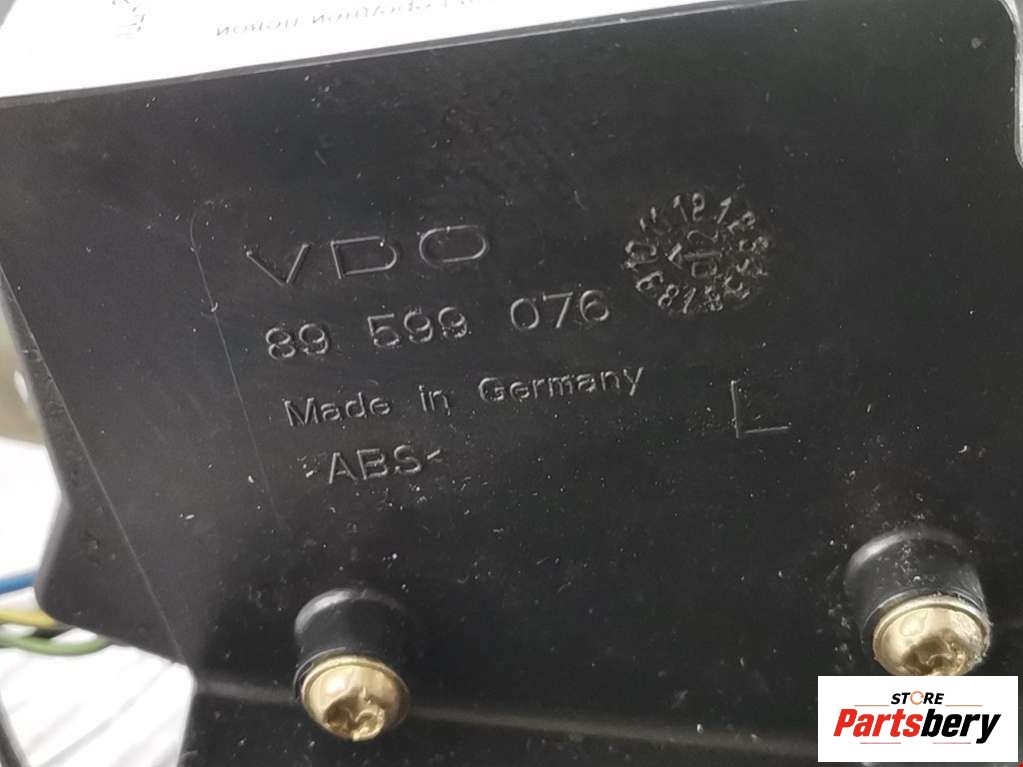 VDO
89 599 076
Made in Germany
>ABS<
L
STORE
Partsbery